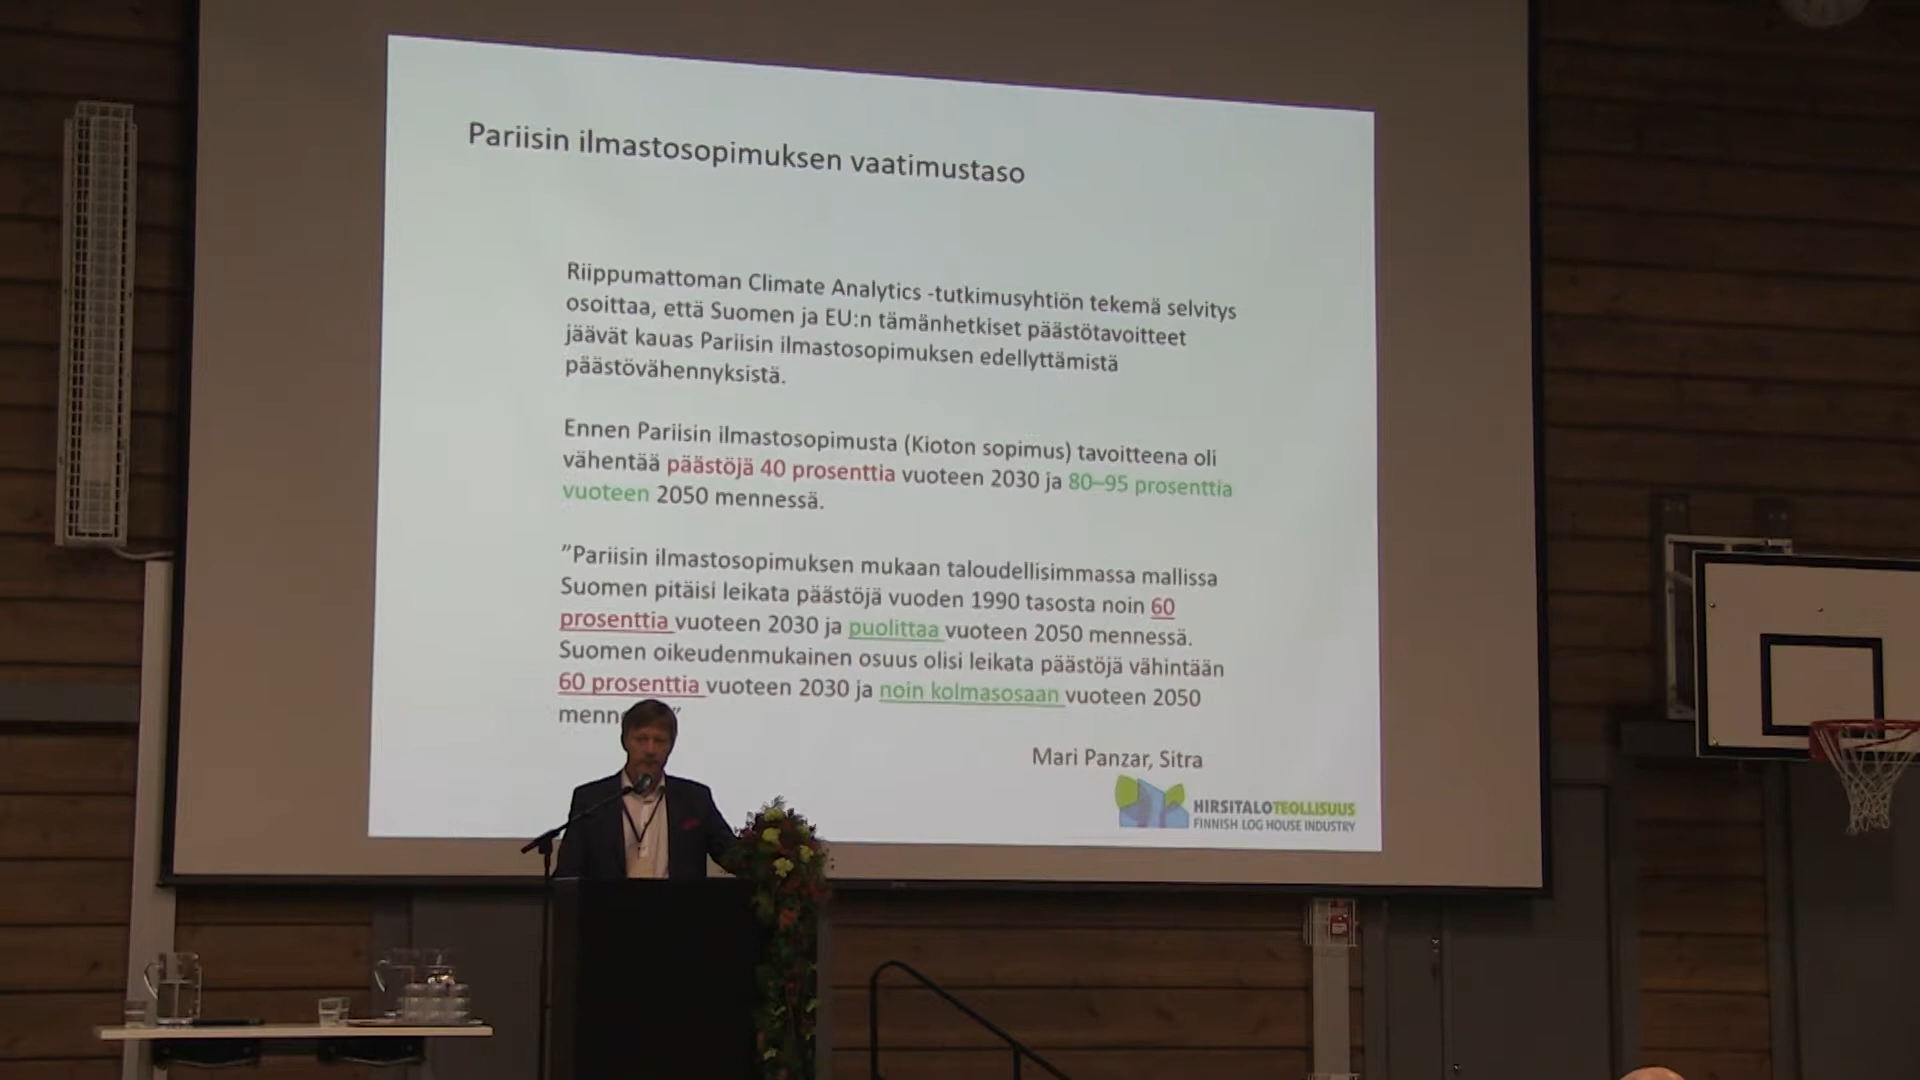 Pariisin ilmastosopimuksen vaatimustaso
Riippumattoman Climate Analytics -tutkimusyhtiön tekemä selvitys
osoittaa, että Suomen ja EU:n tämänhetkiset päästötavoitteet
jäävät kauas Pariisin ilmastosopimuksen edellyttämistä
päästövähennyksistä.
Ennen Pariisin ilmastosopimusta (Kioton sopimus) tavoitteena oli
vähentää päästöjä 40 prosenttia vuoteen 2030 ja 80–95 prosenttia
vuoteen 2050 mennessä.
”Pariisin ilmastosopimuksen mukaan taloudellisimmassa mallissa
Suomen pitäisi leikata päästöjä vuoden 1990 tasosta noin 60
prosenttia vuoteen 2030 ja puolittaa vuoteen 2050 mennessä.
Suomen oikeudenmukainen osuus olisi leikata päästöjä vähintään
60 prosenttia vuoteen 2030 ja noin kolmasosaan vuoteen 2050
Mari Panzar, Sitra
HIRSITALOTEOLLISUUS
FINNISH LOG HOUSE INDUSTRY